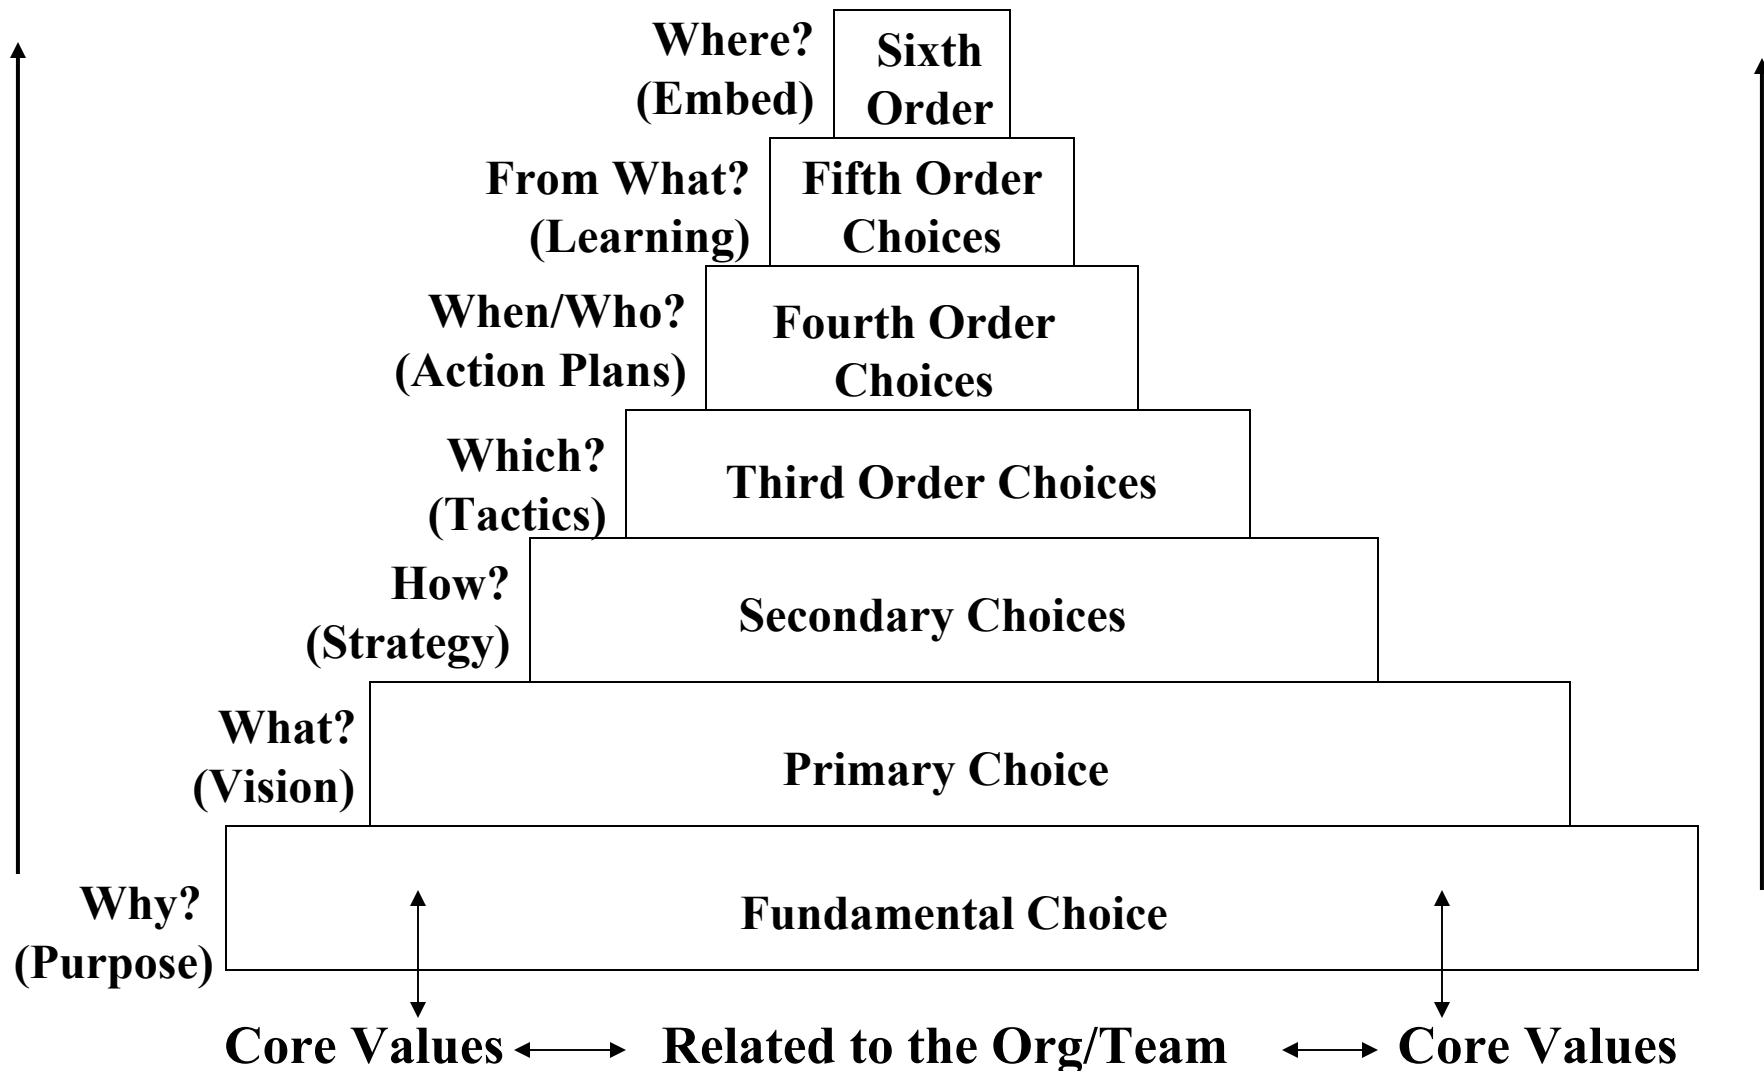 Where?
(Embed)
Sixth
Order
From What?
(Learning)
Fifth Order
Choices
When/Who?
(Action Plans)
Fourth Order
Choices
Which?
(Tactics)
Third Order Choices
How?
(Strategy)
Secondary Choices
What?
(Vision)
Primary Choice
Why?
(Purpose)
Fundamental Choice
Core Values Related to the Org/Team Core Values